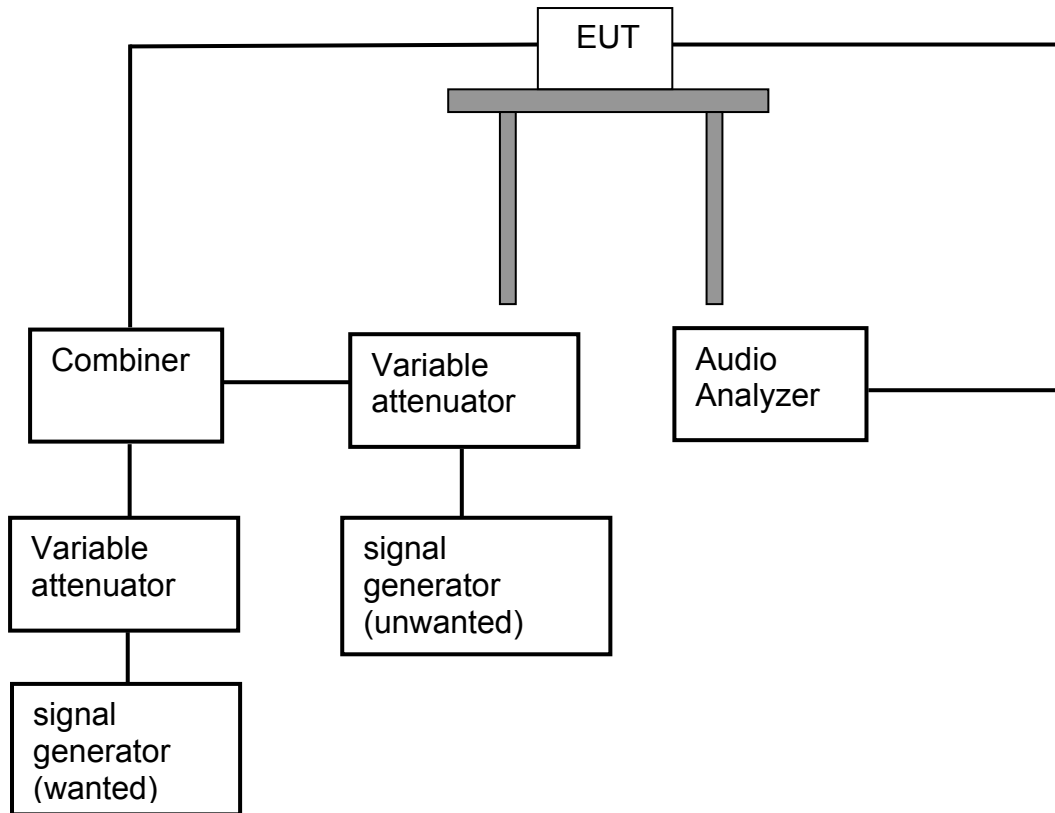 EUT
Combiner
Variable
attenuator
Audio
Analyzer
Variable
attenuator
signal
generator
(unwanted)
signal
generator
(wanted)